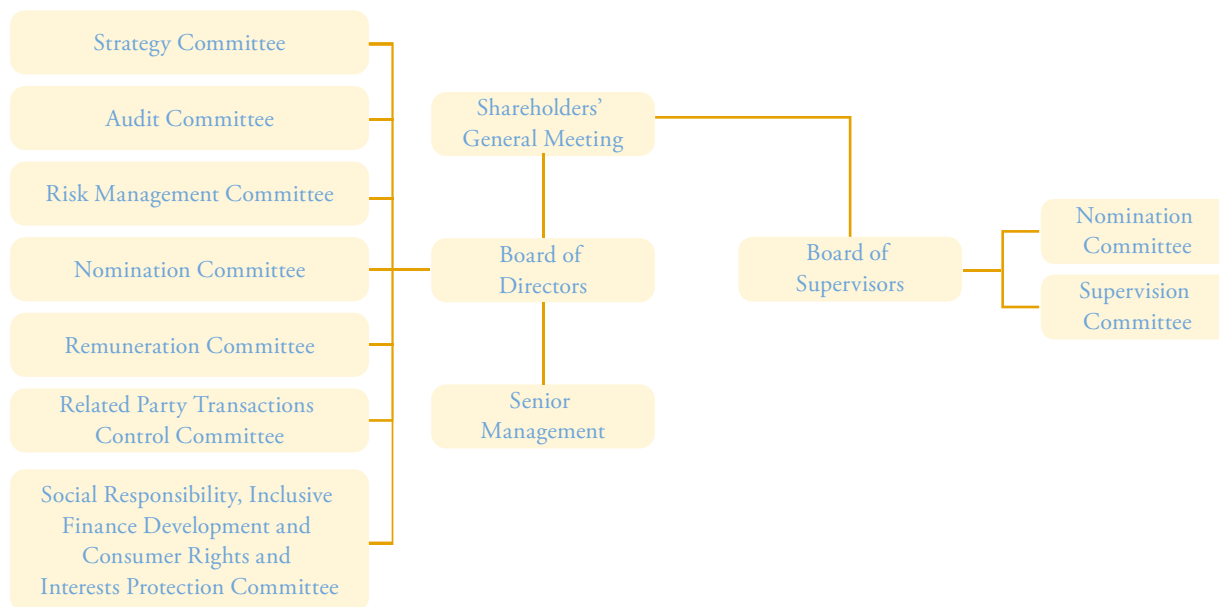 Strategy Committee
Audit Committee
Risk Management Committee
Nomination Committee
Remuneration Committee
Related Party Transactions
Control Committee
Social Responsibility, Inclusive
Finance Development and
Consumer Rights and
Interests Protection Committee
Shareholders’
General Meeting
Board of
Directors
Senior
Management
Board of
Supervisors
Nomination
Committee
Supervision
Committee